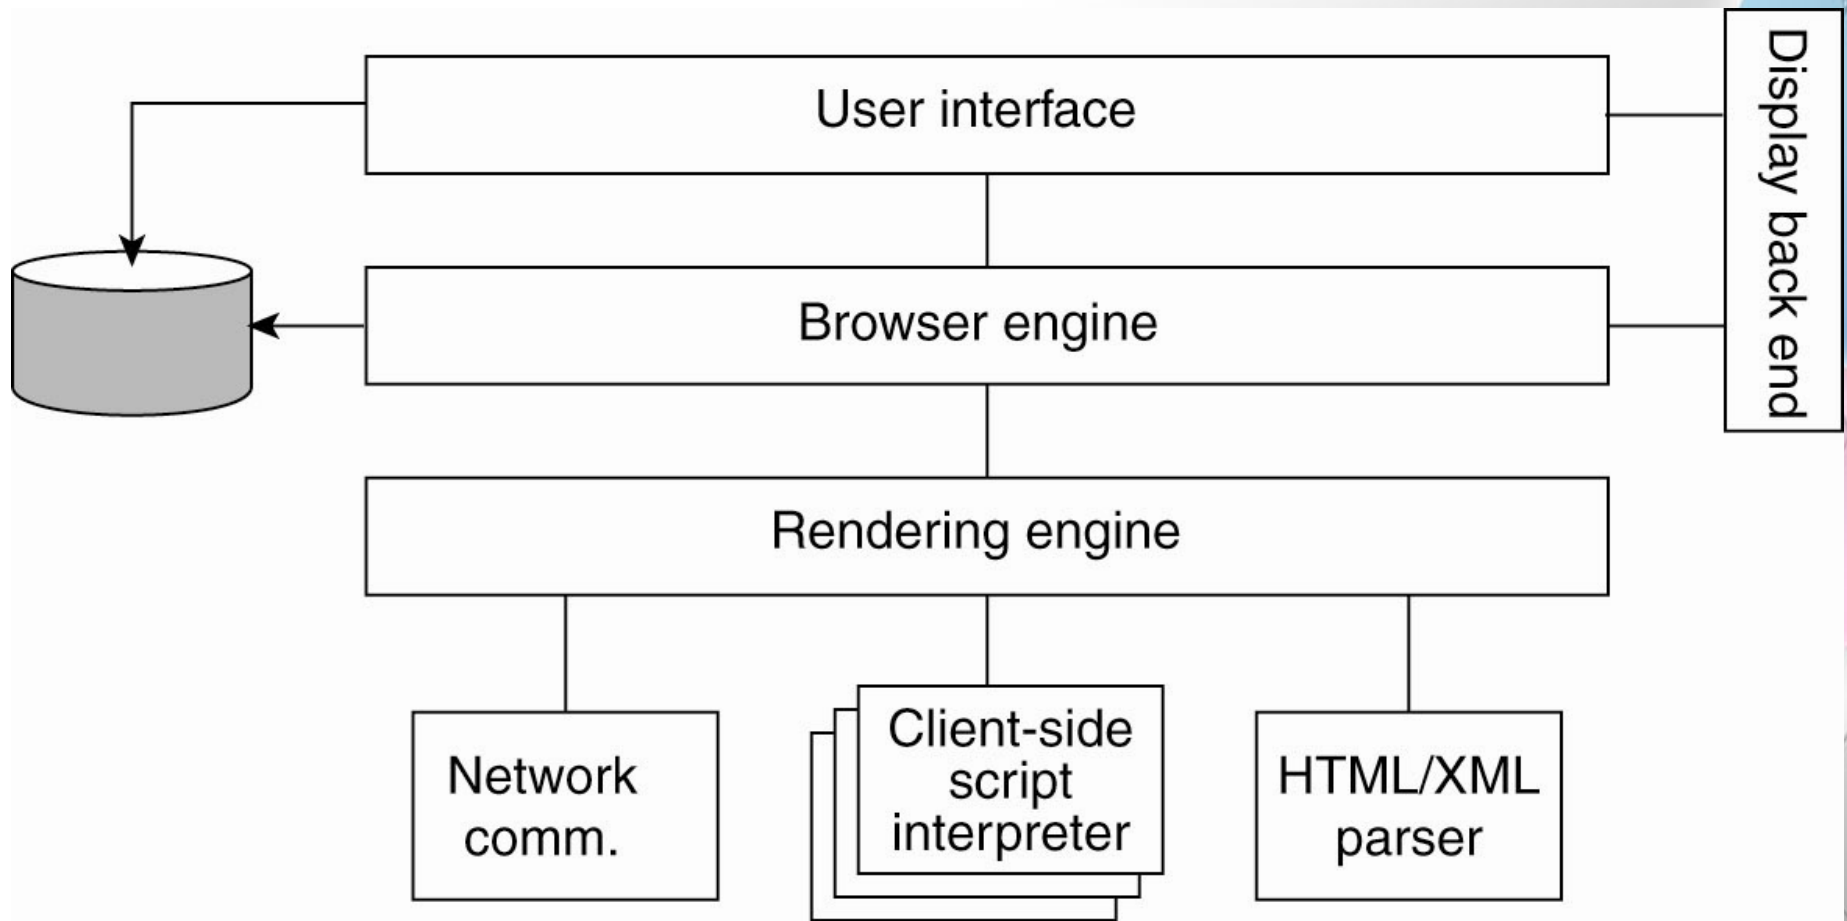 User interface
Display back end
Browser engine
Rendering engine
Network
comm.
Client-side
script
interpreter
HTML/XML
parser